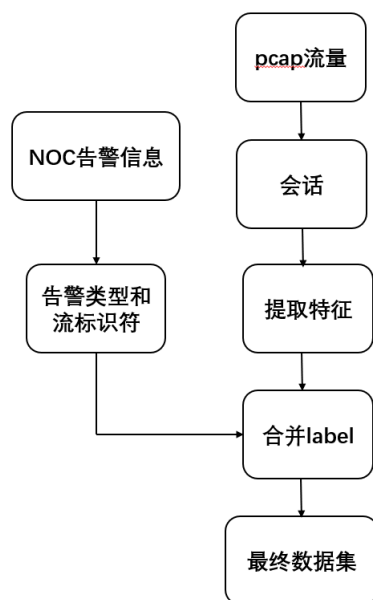 pcap流量
NOC告警信息
会话
告警类型和
流标识符
提取特征
合并label
最终数据集